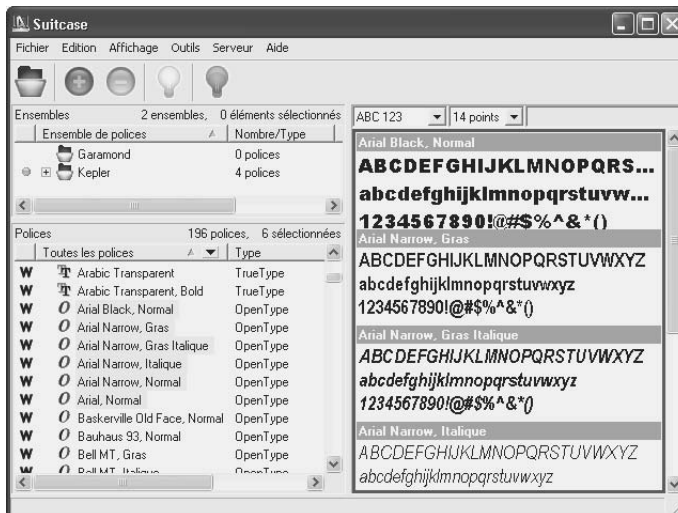 Suitcase
Fichier Edition Affichage Outils Serveur Aide
Ensembles 2 ensembles, 0 éléments sélectionnés
Ensemble de polices Nombre/Type
Garamond 0 polices
Kepler 4 polices
Polices 196 polices, 6 sélectionnées
Toutes les polices Type
W Arabic Transparent TrueType
W Arabic Transparent, Bold TrueType
W O Arial Black, Normal OpenType
W O Arial Narrow, Gras OpenType
W O Arial Narrow, Gras Italique OpenType
W O Arial Narrow, Italique OpenType
W O Arial Narrow, Normal OpenType
W O Arial, Normal OpenType
W O Baskerville Old Face, Normal OpenType
W O Bauhaus 93, Normal OpenType
W O Bell MT, Gras OpenType
W O Bell MT, Italique OpenType
ABC 123 14 points
Arial Black, Normal
ABCDEFGHIJKLMNOPQRS...
abcdefghijklmnopqrstuvw...
1234567890!@#$%^&*()
Arial Narrow, Gras
ABCDEFGHIJKLMNOPQRSTUVWXYZ
abcdefghijklmnopqrstuvwxyz
1234567890!@#$%^&*()
Arial Narrow, Gras Italique
ABCDEFGHIJKLMNOPQRSTUVWXYZ
abcdefghijklmnopqrstuvwxyz
1234567890!@#$%^&*()
Arial Narrow, Italique
ABCDEFGHIJKLMNOPQRSTUVWXYZ
abcdefghijklmnopqrstuvwxyz